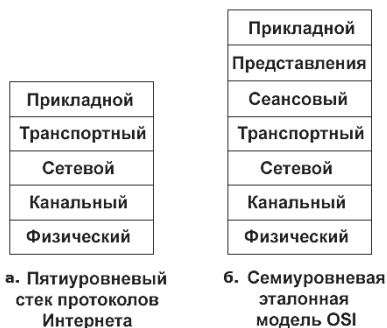 Прикладной
Транспортный
Сетевой
Канальный
Физический
а. Пятиуровневый
стек протоколов
Интернета
Прикладной
Представления
Сеансовый
Транспортный
Сетевой
Канальный
Физический
б. Семиуровневая
эталонная
модель OSI